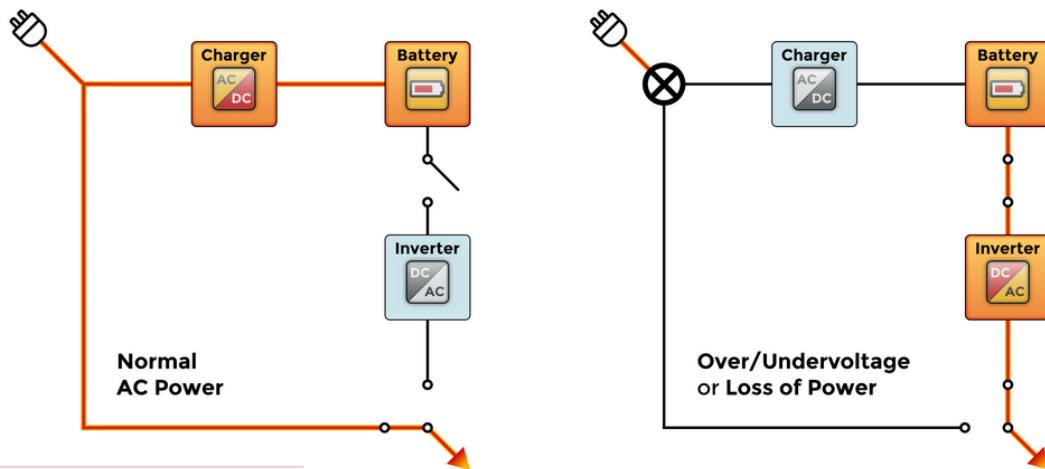 Charger
AC
DC
Battery
Inverter
DC
AC
Normal
AC Power
Charger
AC
DC
Battery
Inverter
DC
AC
Over/Undervoltage
or Loss of Power